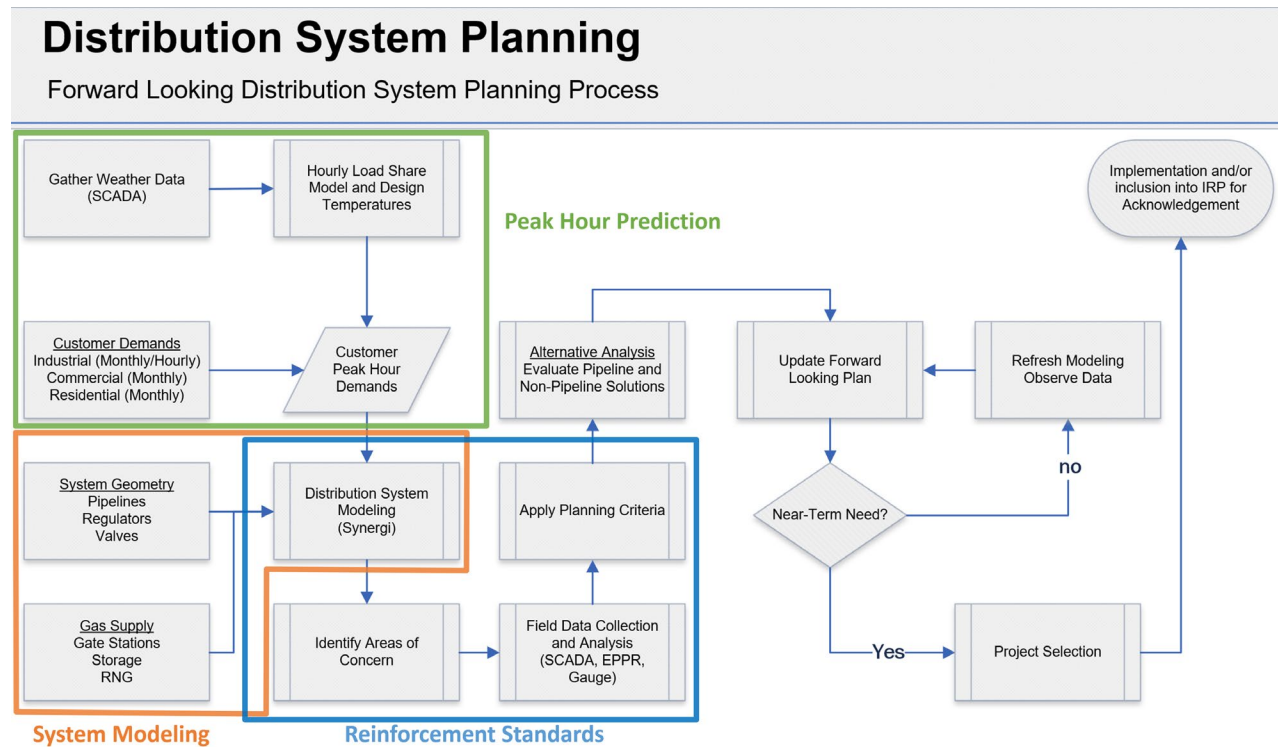 Distribution System Planning
Forward Looking Distribution System Planning Process
Gather Weather Data
(SCADA)
Hourly Load Share
Model and Design
Temperatures
Implementation and/or
inclusion into IRP for
Acknowledgement
Peak Hour Prediction
Customer Demands
Industrial (Monthly/Hourly)
Commercial (Monthly)
Residential (Monthly)
Customer
Peak Hour
Demands
Alternative Analysis
Evaluate Pipeline and
Non-Pipeline Solutions
Update Forward
Looking Plan
Refresh Modeling
Observe Data
System Geometry
Pipelines
Regulators
Valves
Distribution System
Modeling
(Synergi)
Apply Planning Criteria
Near-Term Need?
no
Gas Supply
Gate Stations
Storage
RNG
Identify Areas of
Concern
Field Data Collection
and Analysis
(SCADA, EPPR,
Gauge)
Yes
Project Selection
System Modeling
Reinforcement Standards